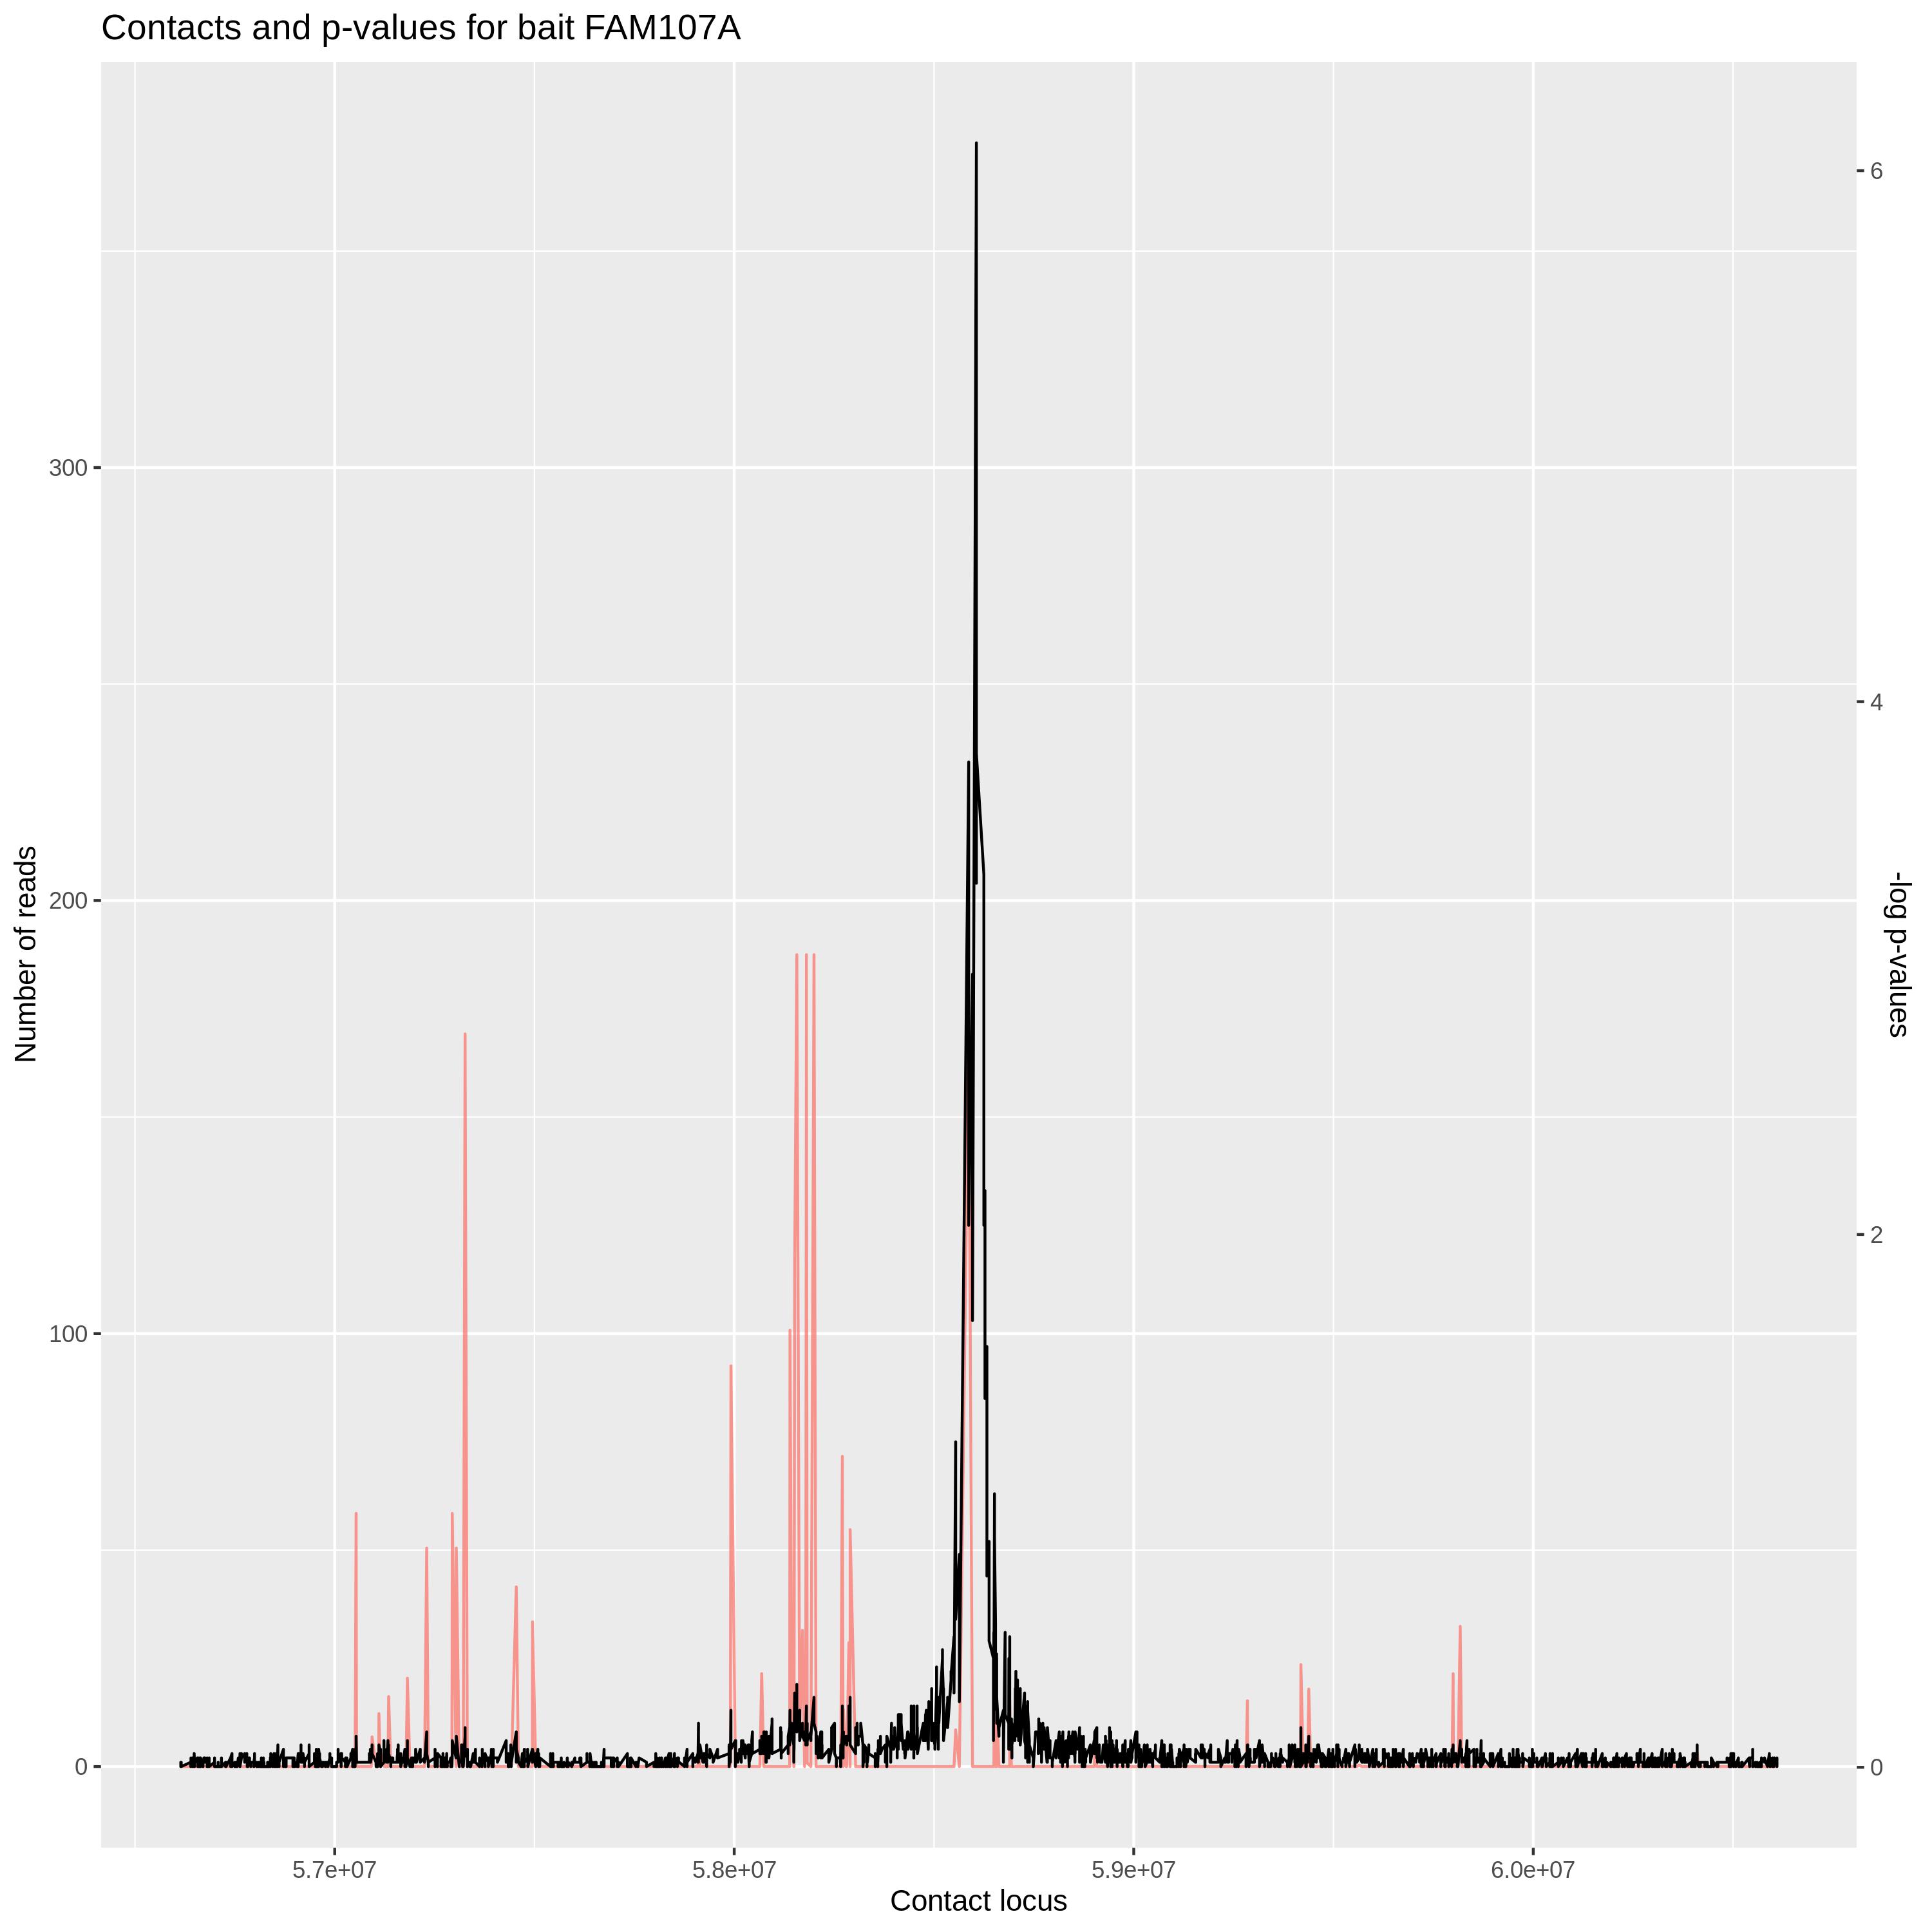 Contacts and p-values for bait FAM107A
Number of reads
300
200
100
0
6
4
2
0
-log p-values
5.7e+07
5.8e+07
5.9e+07
6.0e+07
Contact locus